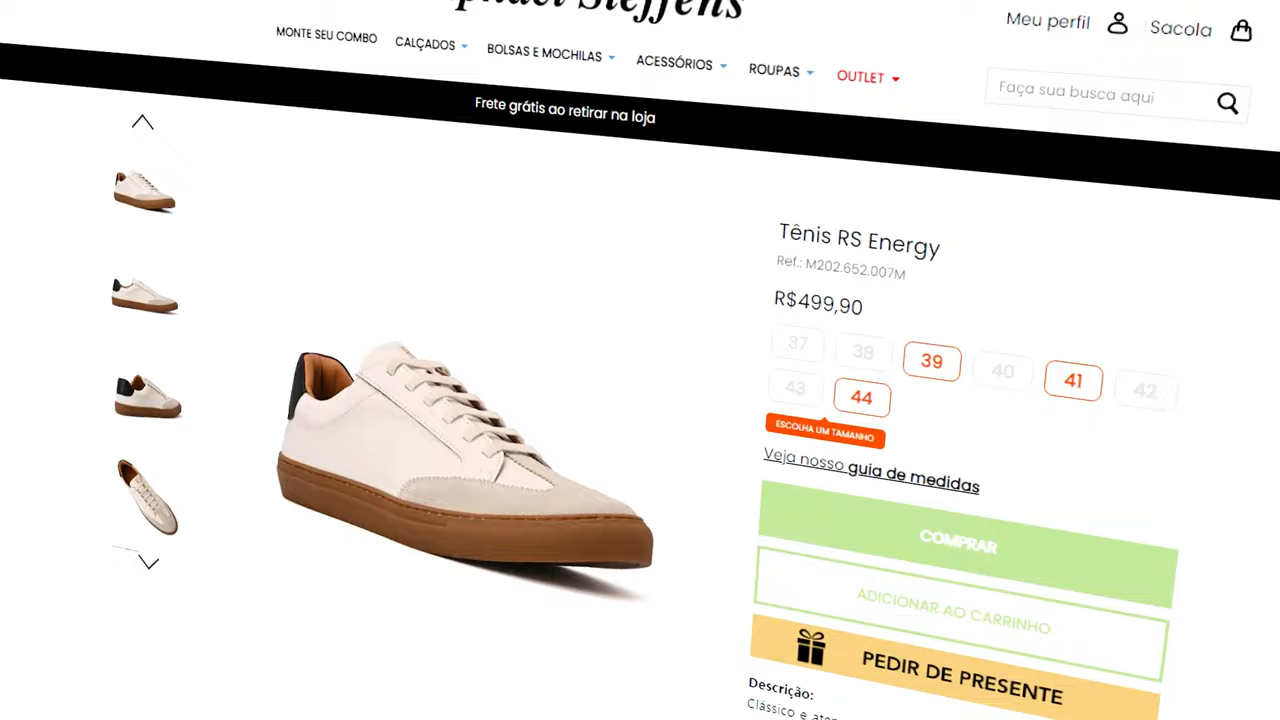 Steffens
Meu perfil
Sacola
MONTE SEU COMBO
CALÇADOS
BOLSAS E MOCHILAS
ACESSÓRIOS
ROUPAS
OUTLET
Faça sua busca aqui
Frete grátis ao retirar na loja
Tênis RS Energy
Ref.: M202.652.007M
R$499,90
37 38 39 40 41 42
43 44
ESCOLHA UM TAMANHO
Veja nosso guia de medidas
COMPRAR
ADICIONAR AO CARRINHO
PEDIR DE PRESENTE
Descrição:
Clássico e